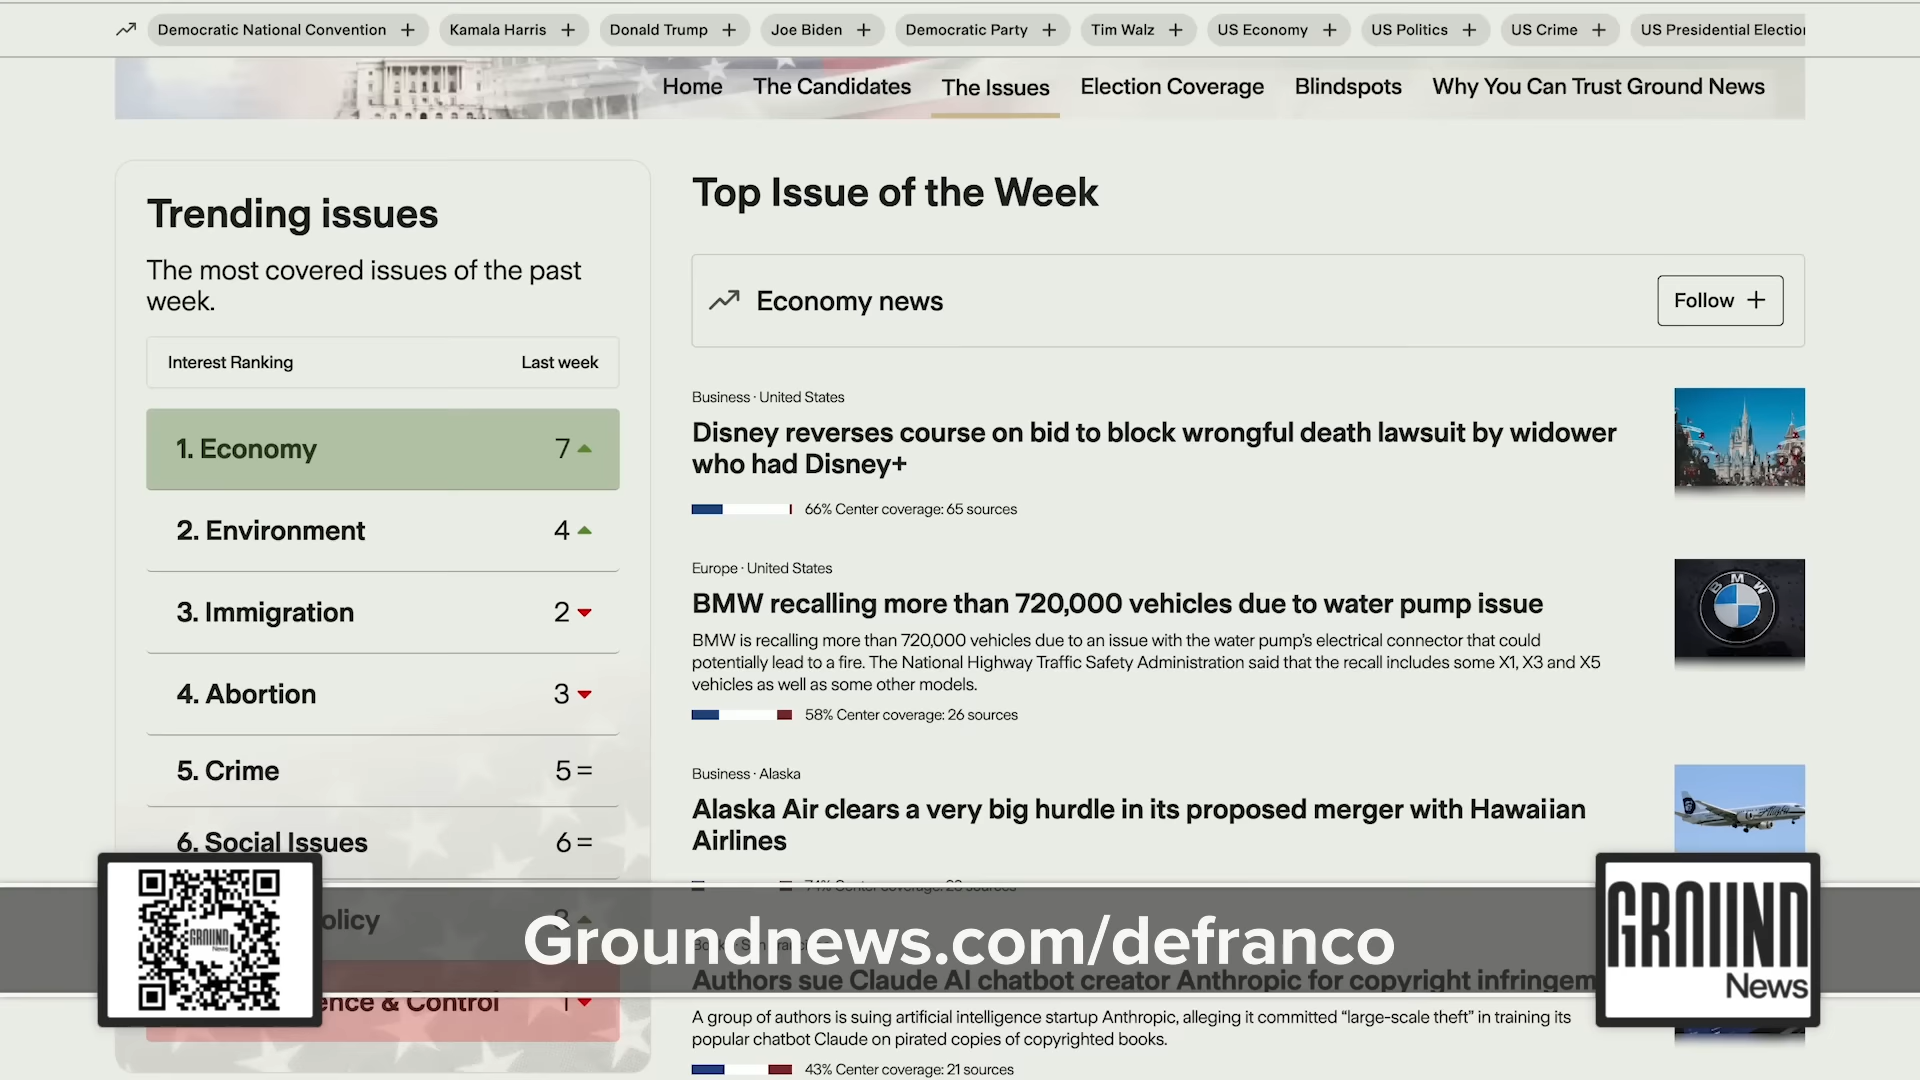 Democratic National Convention +
Kamala Harris +
Donald Trump +
Joe Biden +
Democratic Party +
Tim Walz +
US Economy +
US Politics +
US Crime +
US Presidential Election
Home
The Candidates
The Issues
Election Coverage
Blindspots
Why You Can Trust Ground News
Trending issues
The most covered issues of the past
week.
Interest Ranking
Last week
1. Economy 7
2. Environment 4
3. Immigration 2
4. Abortion 3
5. Crime 5 =
6. Social Issues 6 =
olicy
ence & Control 1
Top Issue of the Week
Economy news
Follow +
Business · United States
Disney reverses course on bid to block wrongful death lawsuit by widower
who had Disney+
66% Center coverage: 65 sources
Europe · United States
BMW recalling more than 720,000 vehicles due to water pump issue
BMW is recalling more than 720,000 vehicles due to an issue with the water pump's electrical connector that could
potentially lead to a fire. The National Highway Traffic Safety Administration said that the recall includes some X1, X3 and X5
vehicles as well as some other models.
58% Center coverage: 26 sources
BMW
Business · Alaska
Alaska Air clears a very big hurdle in its proposed merger with Hawaiian
Airlines
Authors sue Claude AI chatbot creator Anthropic for copyright infringem
A group of authors is suing artificial intelligence startup Anthropic, alleging it committed “large-scale theft” in training its
popular chatbot Claude on pirated copies of copyrighted books.
43% Center coverage: 21 sources
Groundnews.com/defranco
GROUND
News